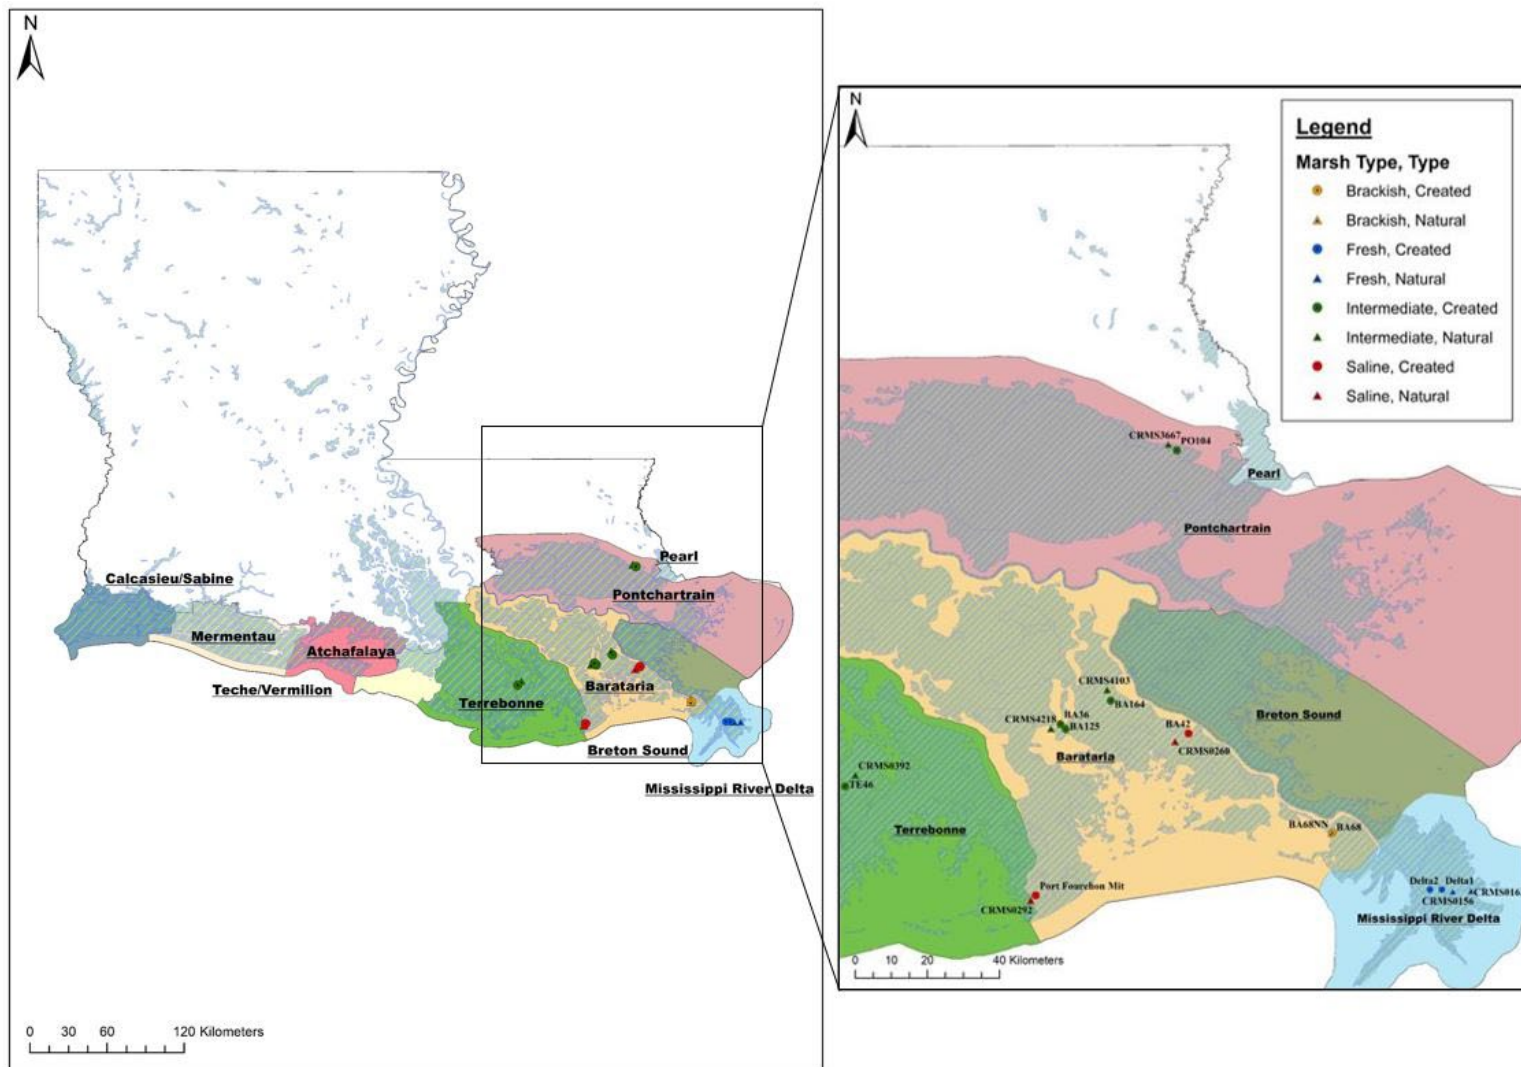 N
Calcasieu/Sabine
Mermentau
Atchafalaya
Teche/Vermilion
Terrebonne
Barataria
Pearl
Pontchartrain
Breton Sound
Mississippi River Delta
0 30 60 120 Kilometers
N
Legend
Marsh Type, Type
Brackish, Created
Brackish, Natural
Fresh, Created
Fresh, Natural
Intermediate, Created
Intermediate, Natural
Saline, Created
Saline, Natural
CRMS3667
PO104
Pearl
Pontchartrain
CRMS4103
BA164
CRMS4218
BA36
BA125
BA42
CRMS0260
Breton Sound
Barataria
CRMS0392
TE46
Terrebonne
BA68NN
BA68
Port Fourchon Mit
CRMS0292
Delta2
Delta1
CRMS0156
CRMS016
Mississippi River Delta
0 10 20 40 Kilometers